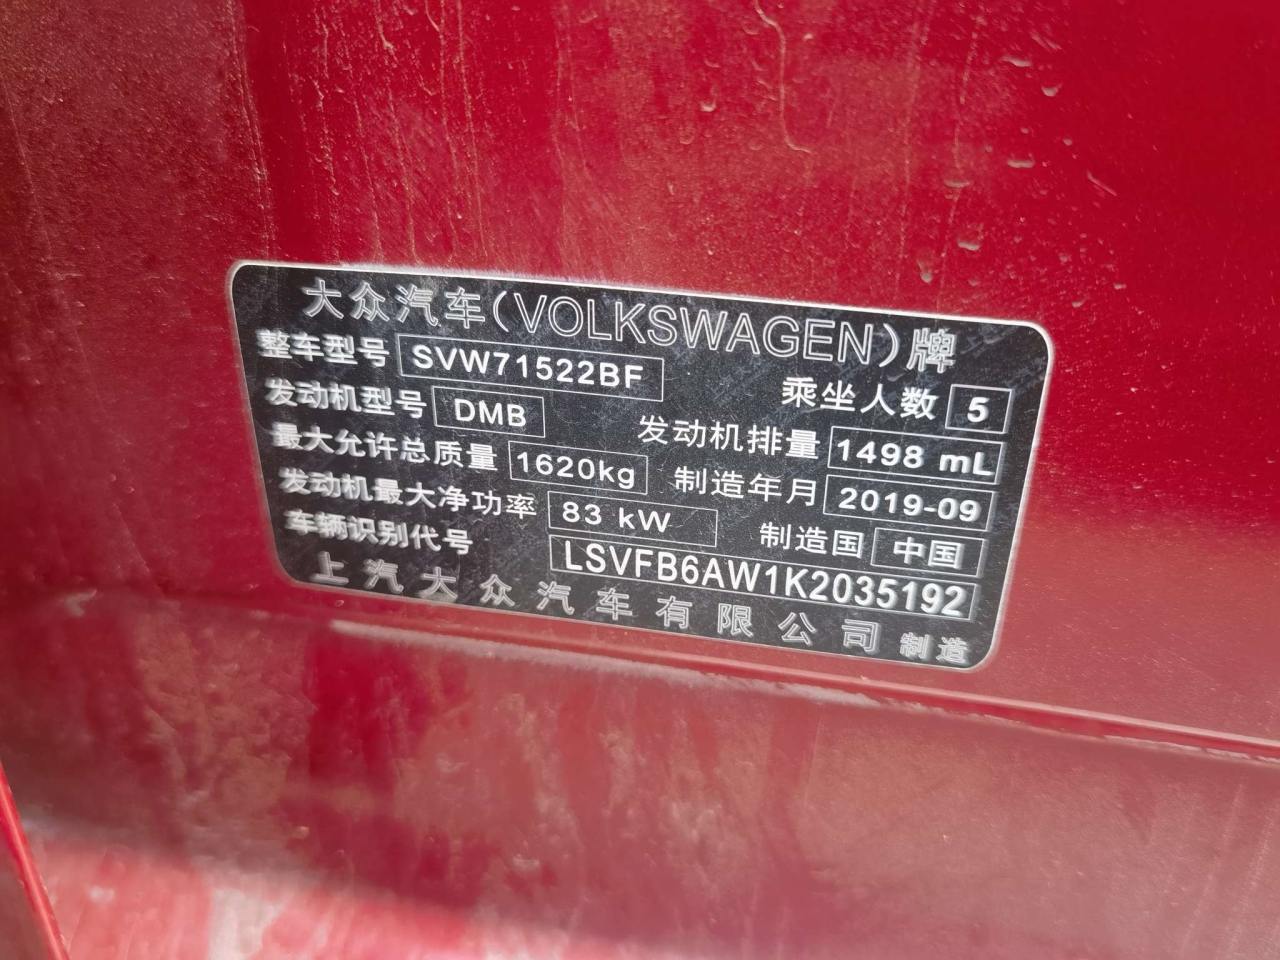 大众汽车(VOLKSWAGEN)牌
整车型号 SVW71522BF 乘坐人数 5
发动机型号 DMB 发动机排量 1498 mL
最大允许总质量 1620kg 制造年月 2019-09
发动机最大净功率 83 kW 制造国 中国
车辆识别代号 LSVFB6AW1K2035192
上汽大众汽车有限公司 制造